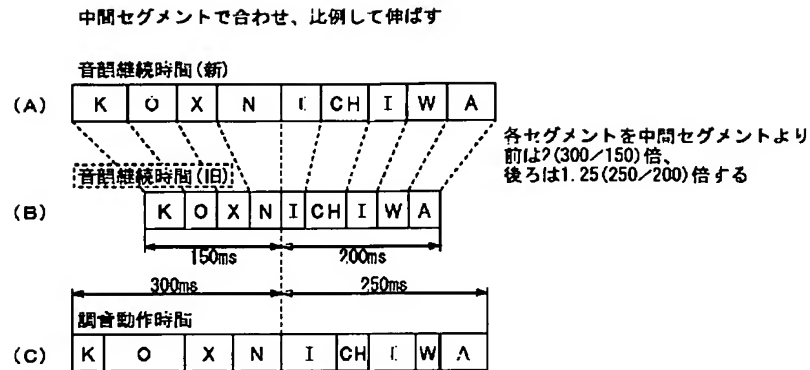 中間セグメントで合わせ、比例して伸ばす
音韻継続時間(新)
(A) K O X N I CH I W A
各セグメントを中間セグメントより
前は2(300/150)倍、
後ろは1.25(250/200)倍する
音韻継続時間(旧)
(B) K O X N I CH I W A
150ms 200ms
300ms 250ms
調音動作時間
(C) K O X N I CH I W A